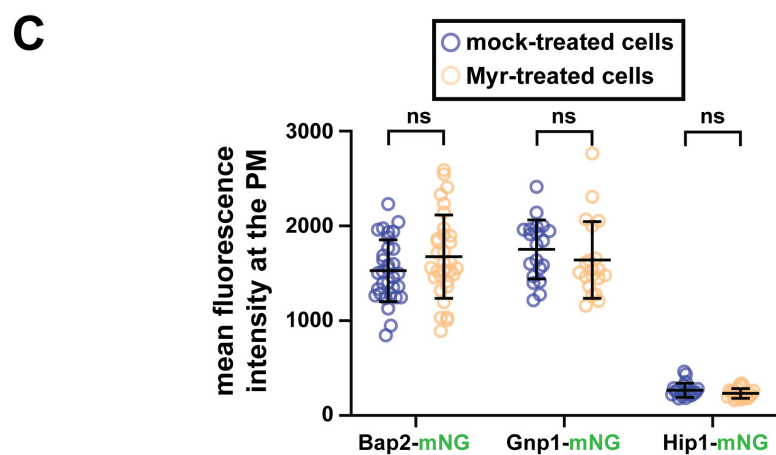 C
mock-treated cells
Myr-treated cells
ns ns ns
mean fluorescence
intensity at the PM
3000
2000
1000
0
Bap2-mNG Gnp1-mNG Hip1-mNG